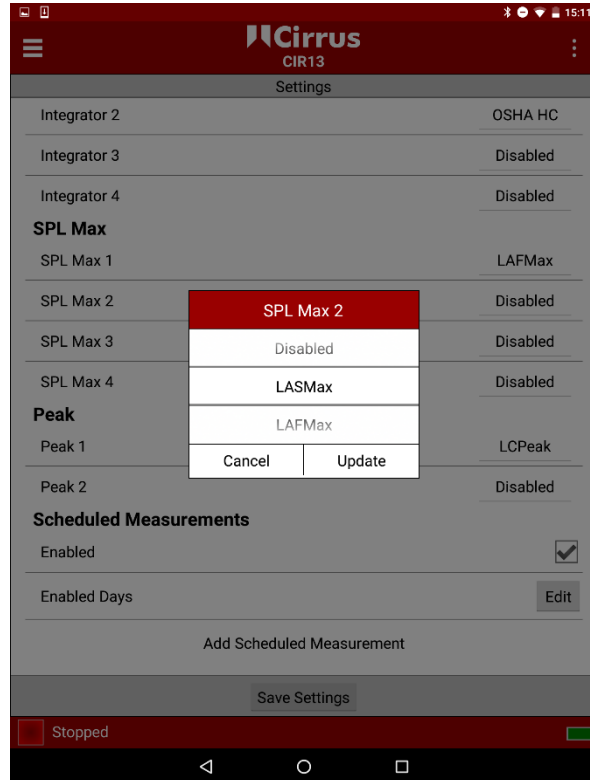 15:11
Cirrus
CIR13
Settings
Integrator 2 OSHA HC
Integrator 3 Disabled
Integrator 4 Disabled
SPL Max
SPL Max 1 LAFMax
SPL Max 2 Disabled
SPL Max 3 Disabled
SPL Max 4 Disabled
SPL Max 2
Disabled
LASMax
LAFMax
Cancel Update
Peak
Peak 1 LCPeak
Peak 2 Disabled
Scheduled Measurements
Enabled
Enabled Days Edit
Add Scheduled Measurement
Save Settings
Stopped